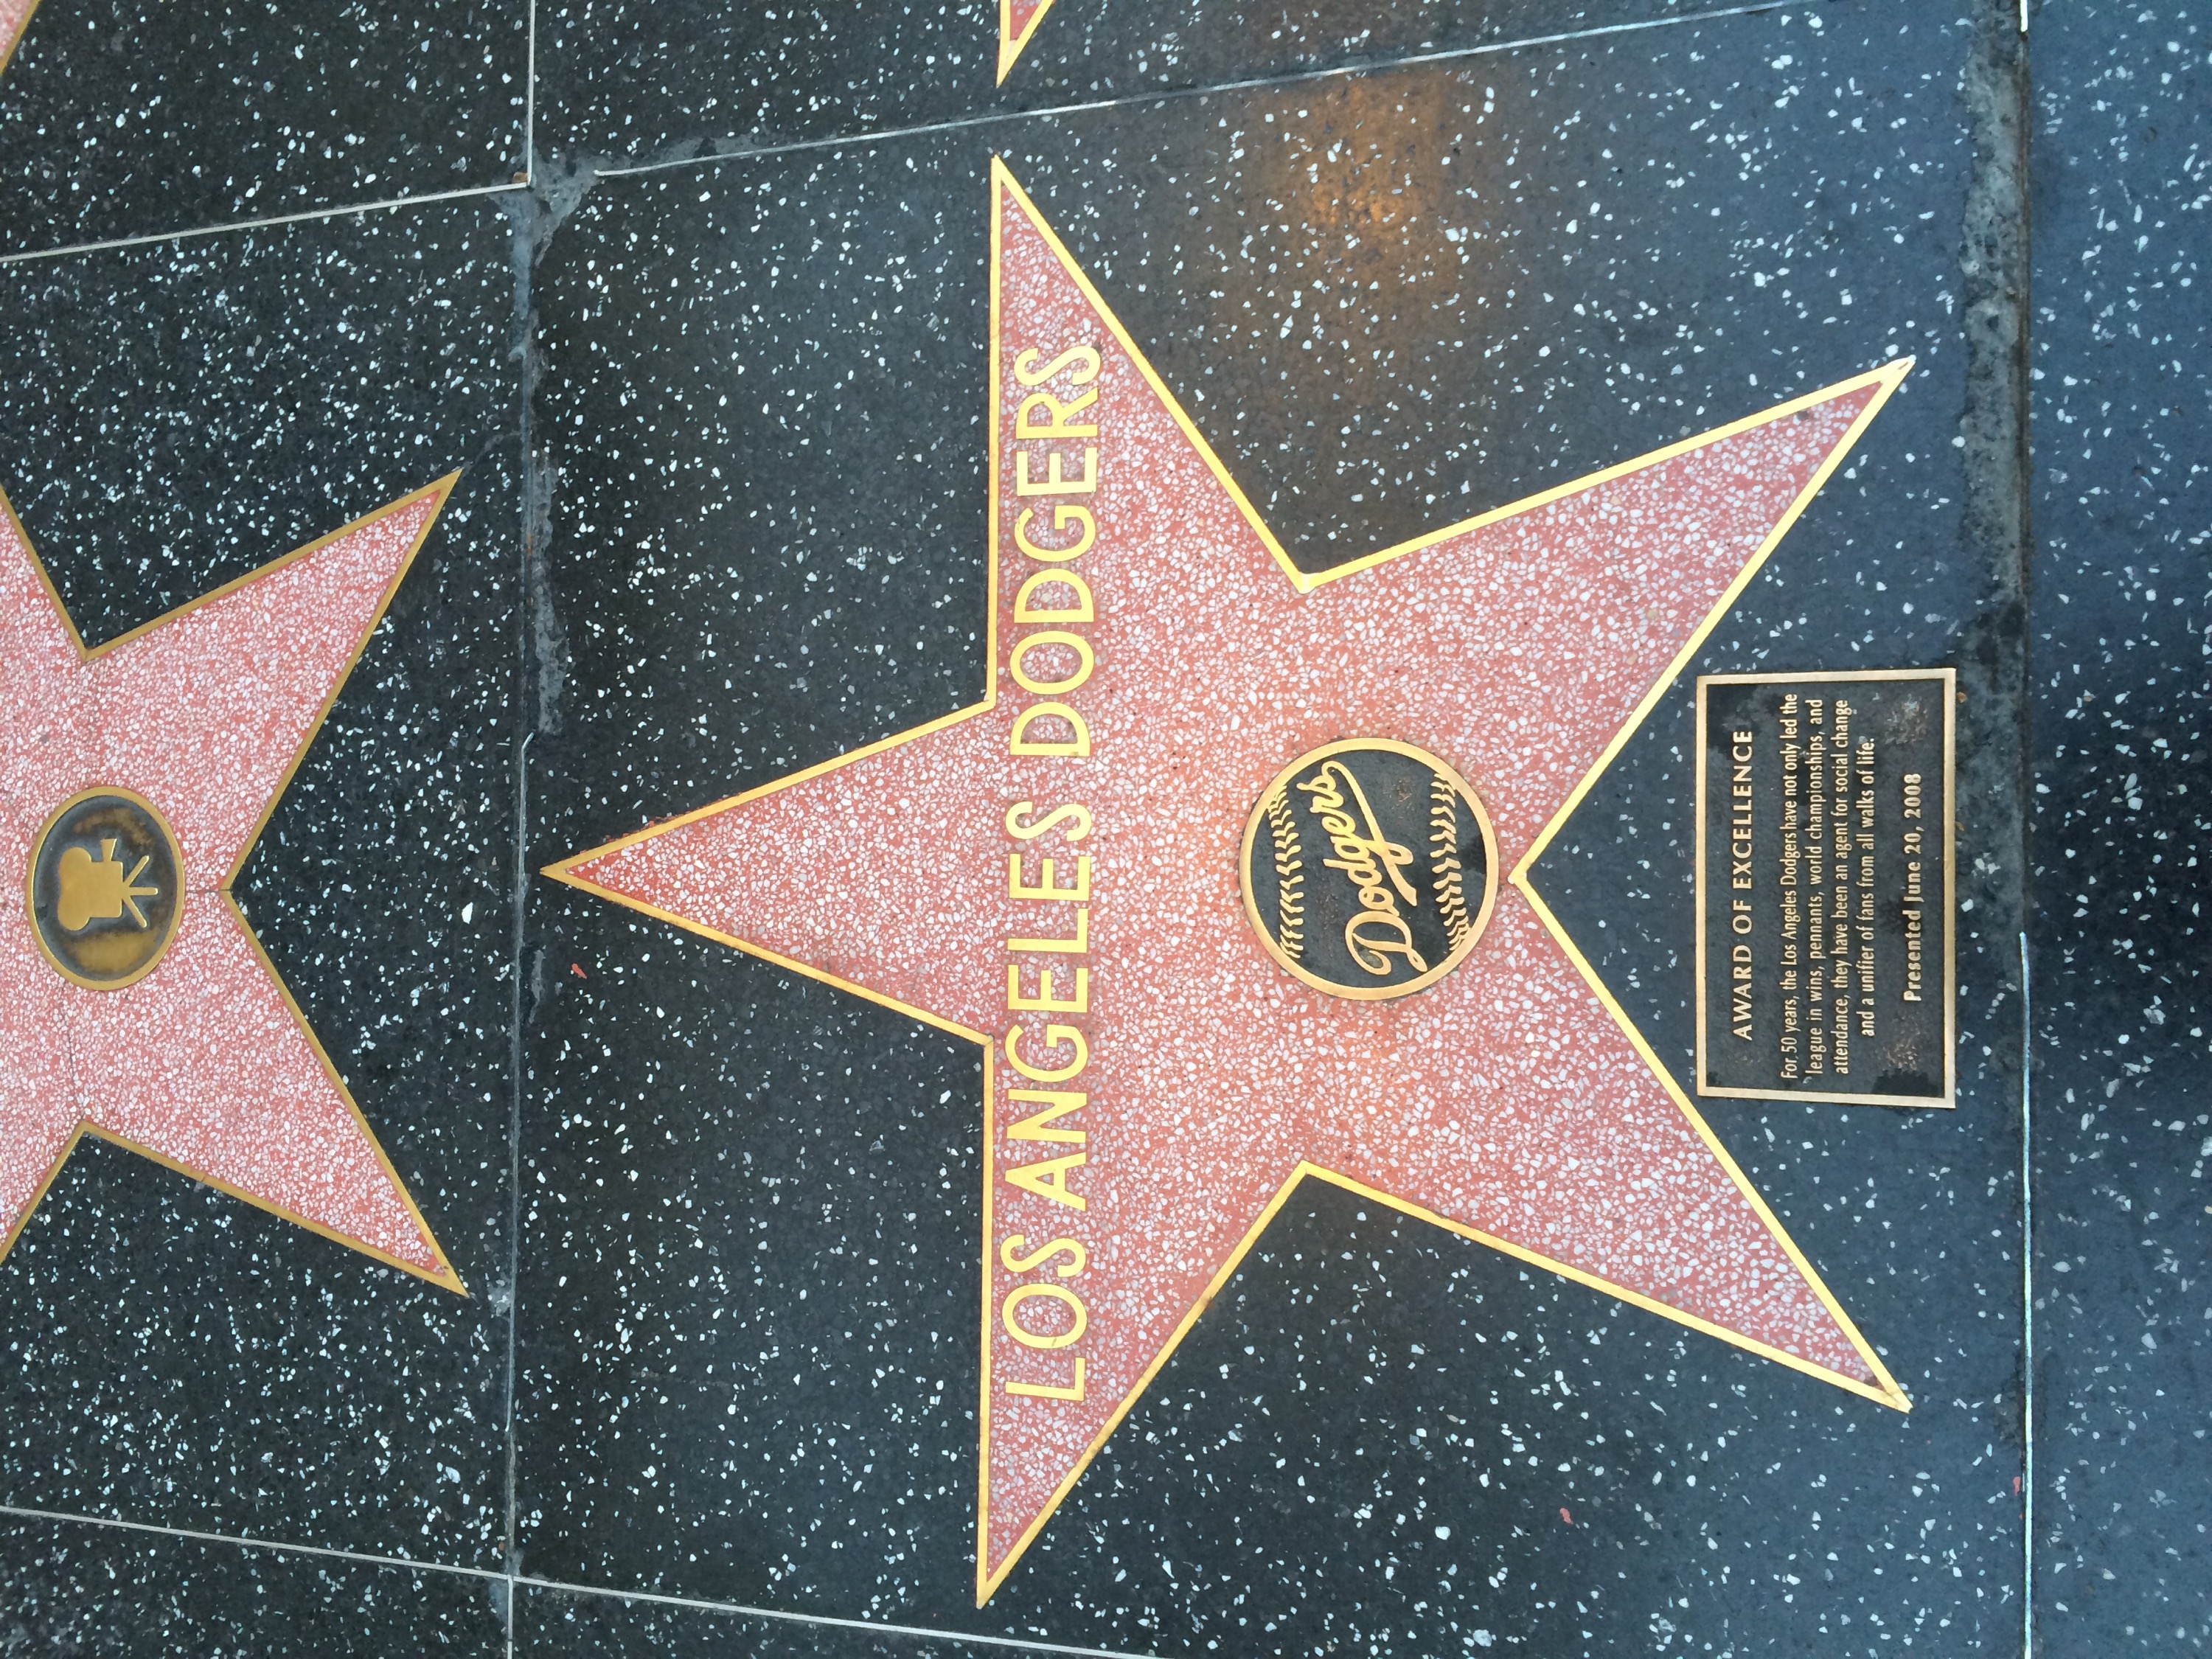 LOS ANGELES DODGERS
Dodgers
AWARD OF EXCELLENCE
For 50 years, the Los Angeles Dodgers have not only led the
league in wins, pennants, world championships, and
attendance, they have been an agent for social change
and a unifier of fans from all walks of life.
Presented June 20, 2008